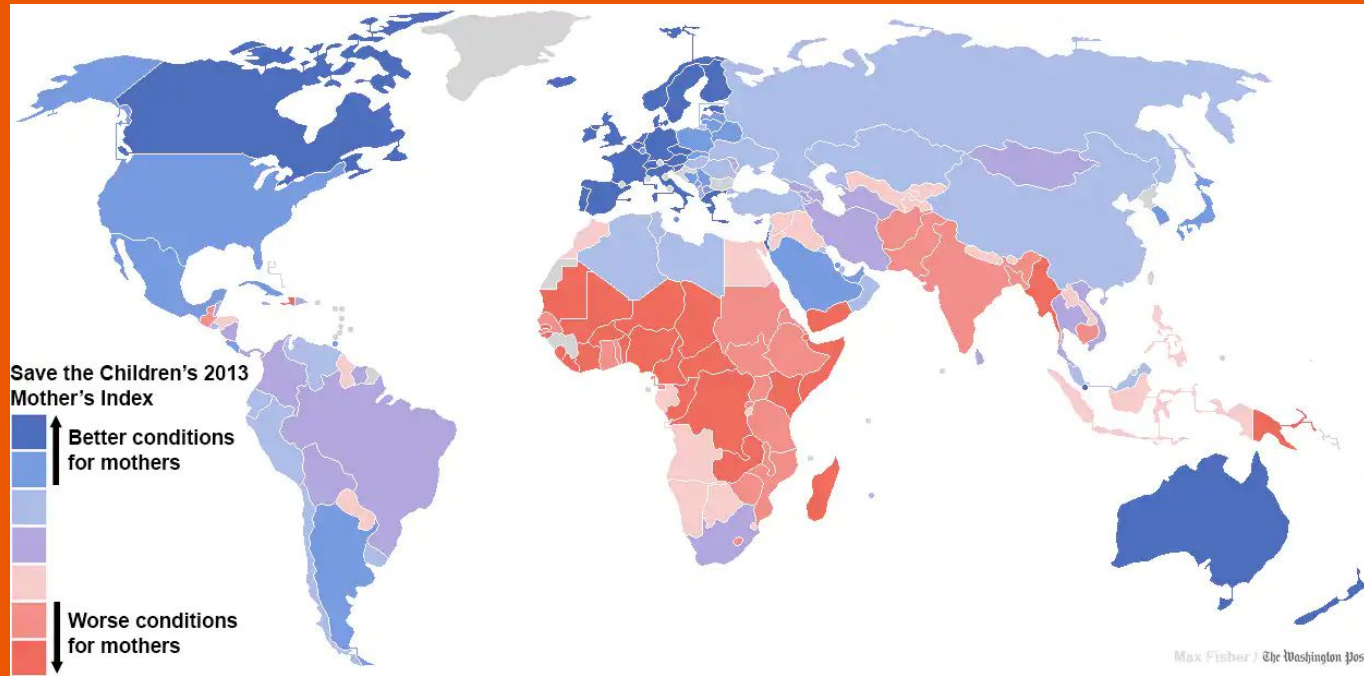 Save the Children's 2013
Mother's Index
Better conditions
for mothers
Worse conditions
for mothers
Max Fisher / The Washington Pos